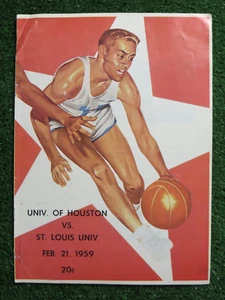 UNIV. OF HOUSTON
VS.
ST. LOUIS UNIV.
FEB. 21, 1959
20¢